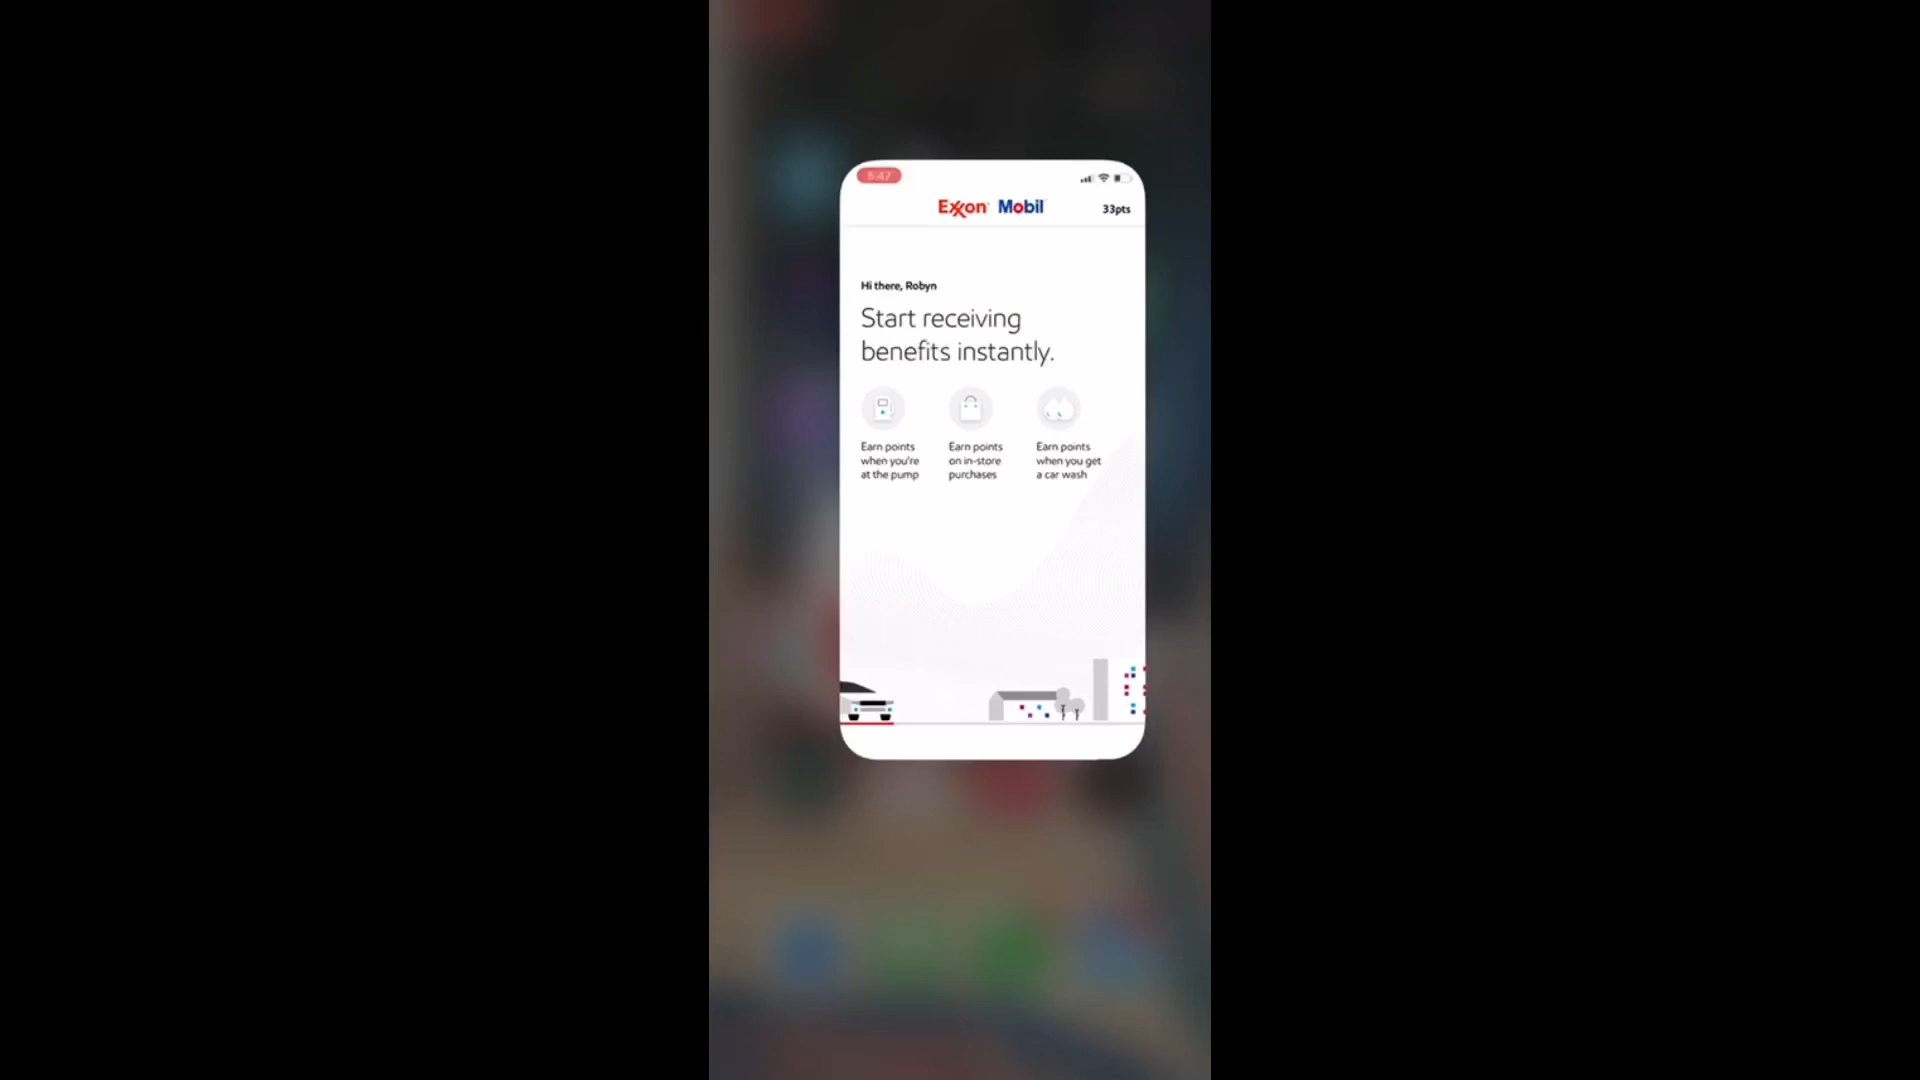 5:47
Exxon Mobil
33pts
Hi there, Robyn
Start receiving
benefits instantly.
Earn points
when you're
at the pump
Earn points
on in-store
purchases
Earn points
when you get
a car wash